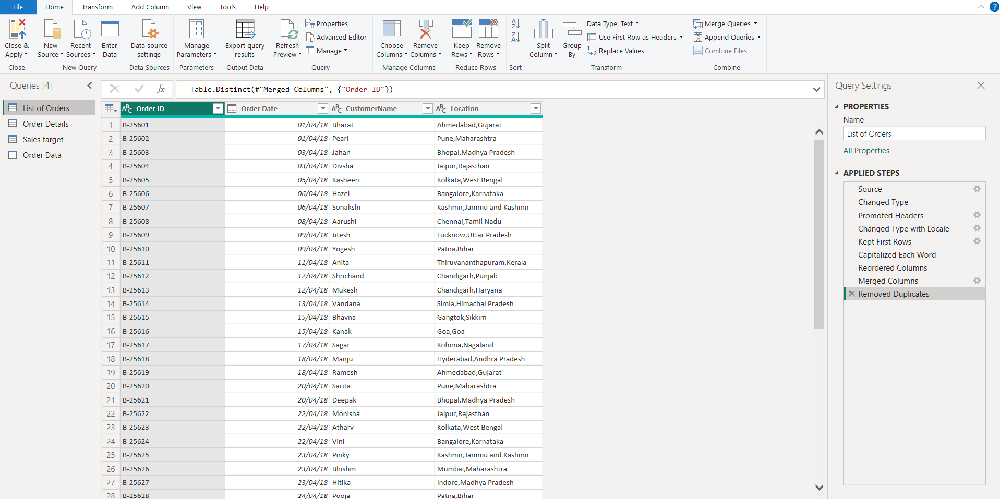 File Home Transform Add Column View Tools Help ?
Close & Apply
New Source
Recent Sources
Enter Data
Data source settings
Manage Parameters
Export query results
Refresh Preview
Properties
Advanced Editor
Manage
Choose Columns
Remove Columns
Keep Rows
Remove Rows
A Z
Z A
Split Column
Group By
Data Type: Text
Use First Row as Headers
1 2 Replace Values
Merge Queries
Append Queries
Combine Files
Close New Query Data Sources Parameters Output Data Query Manage Columns Reduce Rows Sort Transform Combine
Queries [4]
List of Orders
Order Details
Sales target
Order Data
fx = Table.Distinct(#"Merged Columns", {"Order ID"})
ABC Order ID Order Date ABC CustomerName ABC Location
1 B-25601 01/04/18 Bharat Ahmedabad,Gujarat
2 B-25602 01/04/18 Pearl Pune,Maharashtra
3 B-25603 03/04/18 Jahan Bhopal,Madhya Pradesh
4 B-25604 03/04/18 Divsha Jaipur,Rajasthan
5 B-25605 05/04/18 Kasheen Kolkata,West Bengal
6 B-25606 06/04/18 Hazel Bangalore,Karnataka
7 B-25607 06/04/18 Sonakshi Kashmir,Jammu and Kashmir
8 B-25608 08/04/18 Aarushi Chennai,Tamil Nadu
9 B-25609 09/04/18 Jitesh Lucknow,Uttar Pradesh
10 B-25610 09/04/18 Yogesh Patna,Bihar
11 B-25611 11/04/18 Anita Thiruvananthapuram,Kerala
12 B-25612 12/04/18 Shrichand Chandigarh,Punjab
13 B-25613 12/04/18 Mukesh Chandigarh,Haryana
14 B-25614 13/04/18 Vandana Simla,Himachal Pradesh
15 B-25615 15/04/18 Bhavna Gangtok,Sikkim
16 B-25616 15/04/18 Kanak Goa,Goa
17 B-25617 17/04/18 Sagar Kohima,Nagaland
18 B-25618 18/04/18 Manju Hyderabad,Andhra Pradesh
19 B-25619 18/04/18 Ramesh Ahmedabad,Gujarat
20 B-25620 20/04/18 Sarita Pune,Maharashtra
21 B-25621 20/04/18 Deepak Bhopal,Madhya Pradesh
22 B-25622 22/04/18 Monisha Jaipur,Rajasthan
23 B-25623 22/04/18 Atharv Kolkata,West Bengal
24 B-25624 22/04/18 Vini Bangalore,Karnataka
25 B-25625 23/04/18 Pinky Kashmir,Jammu and Kashmir
26 B-25626 23/04/18 Bhishm Mumbai,Maharashtra
27 B-25627 23/04/18 Hitika Indore,Madhya Pradesh
28 B-25628 24/04/18 Pooja Patna,Bihar
Query Settings
PROPERTIES
Name
List of Orders
All Properties
APPLIED STEPS
Source
Changed Type
Promoted Headers
Changed Type with Locale
Kept First Rows
Capitalized Each Word
Reordered Columns
Merged Columns
Removed Duplicates